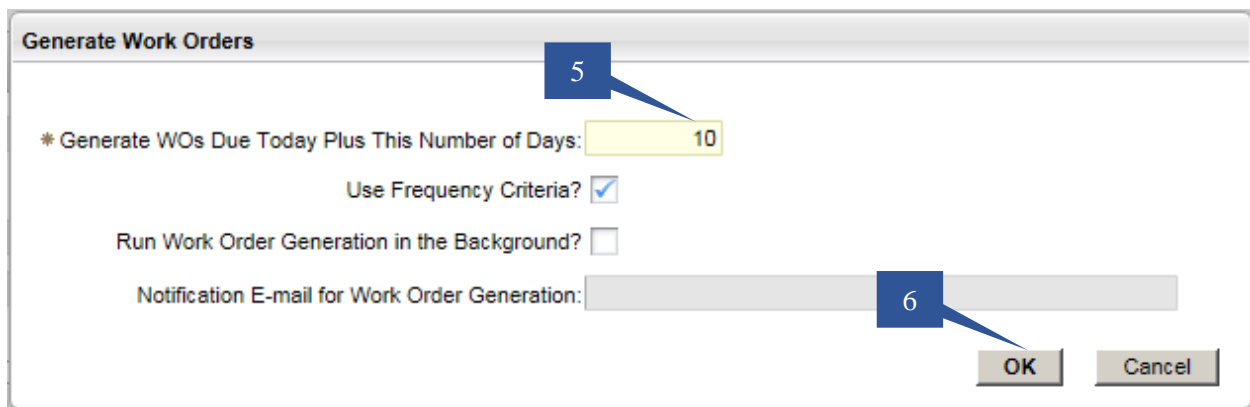 Generate Work Orders
5
* Generate WOs Due Today Plus This Number of Days: 10
Use Frequency Criteria?
Run Work Order Generation in the Background?
Notification E-mail for Work Order Generation:
6
OK Cancel